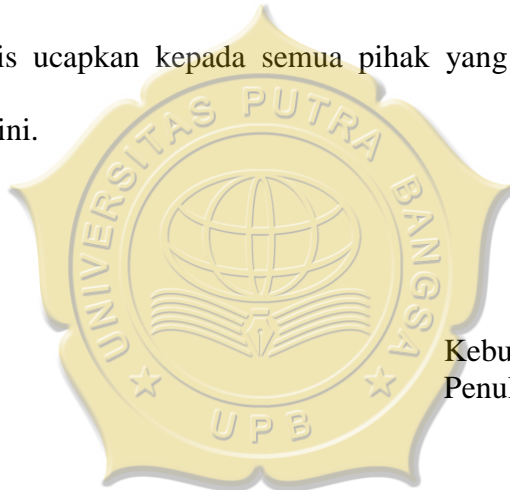 is ucapkan kepada semua pihak yang
ini.
UNIVERSITAS PUTRA BANGSA
Kebu
Penul
UPB